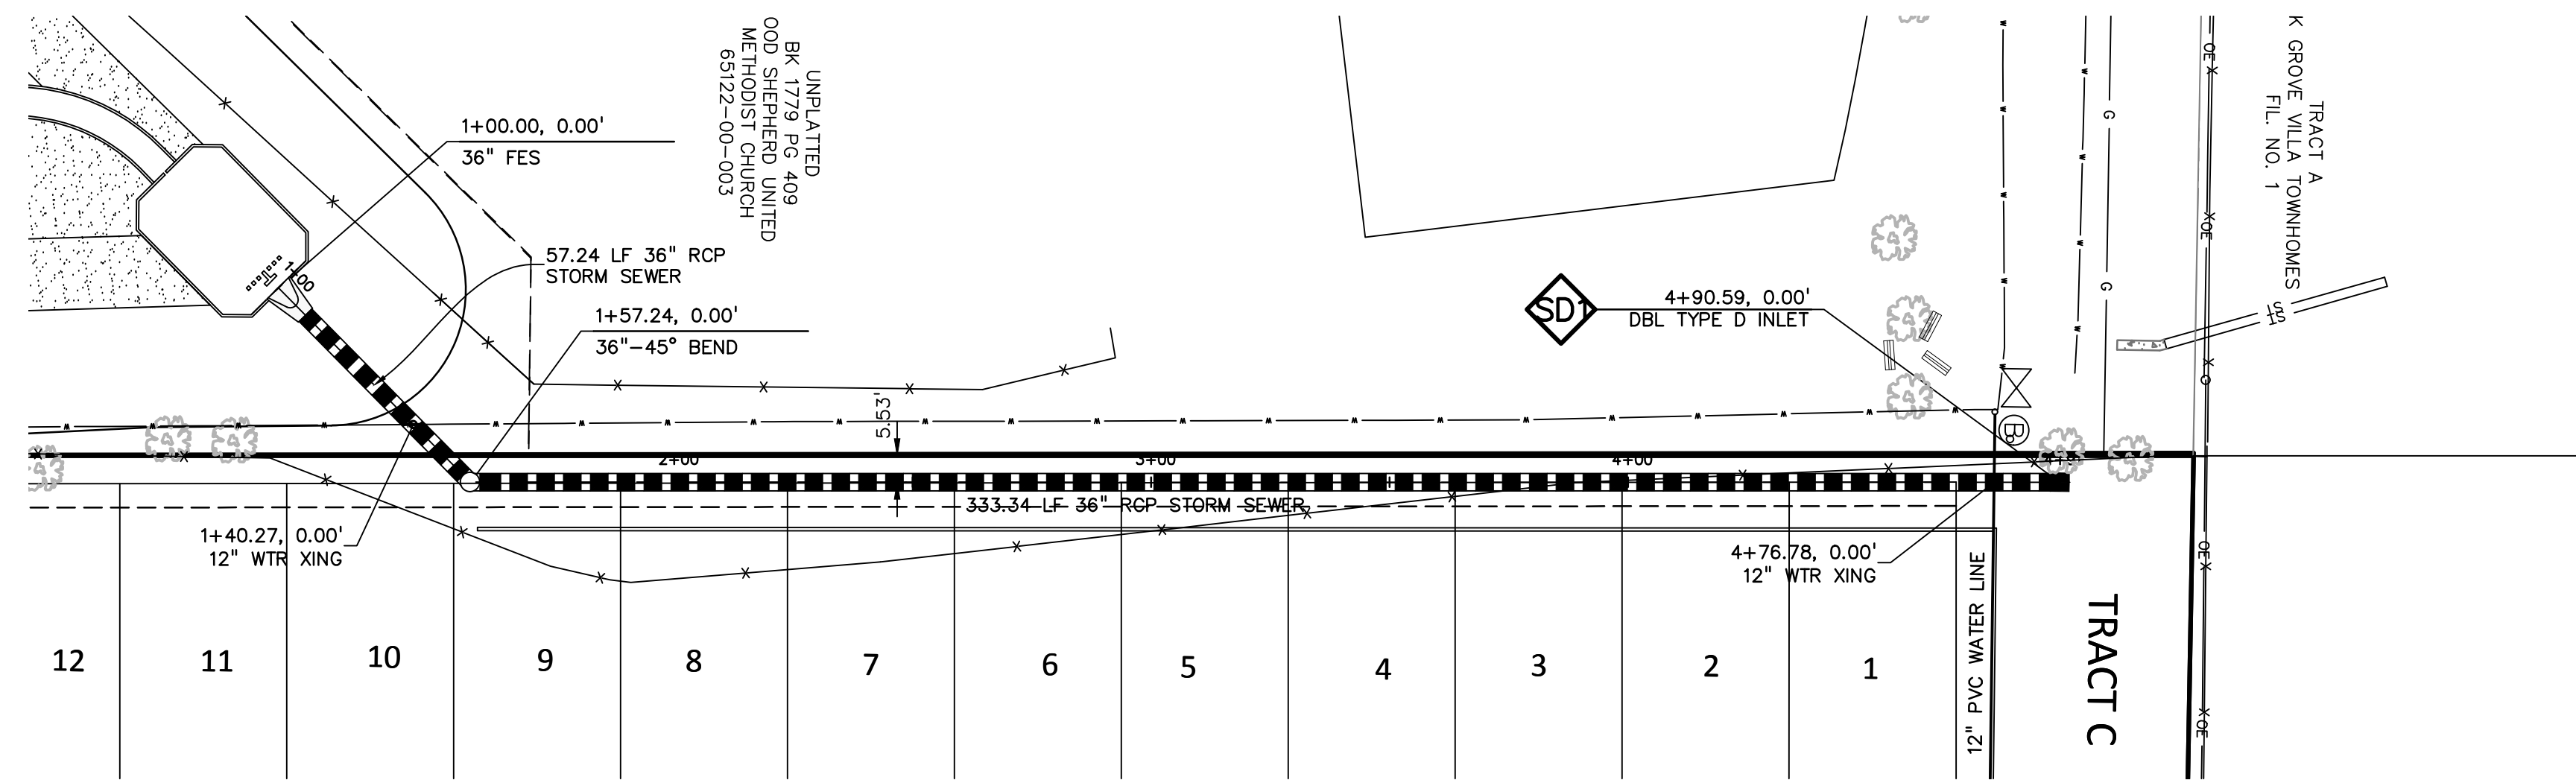 UNPLATTED
BK 1779 PG 409
OOD SHEPHERD UNITED
METHODIST CHURCH
65122-00-003
TRACT A
K GROVE VILLA TOWNHOMES
FIL. NO. 1
1+00.00, 0.00'
36" FES
1+00
57.24 LF 36" RCP
STORM SEWER
1+57.24, 0.00'
36"-45° BEND
SD1
4+90.59, 0.00'
DBL TYPE D INLET
5.53'
B
2+00
3+00
4+00
333.34 LF 36" RCP STORM SEWER
1+40.27, 0.00'
12" WTR XING
4+76.78, 0.00'
12" WTR XING
12" PVC WATER LINE
TRACT C
12
11
10
9
8
7
6
5
4
3
2
1
G
G
OE
OE
OE
OE